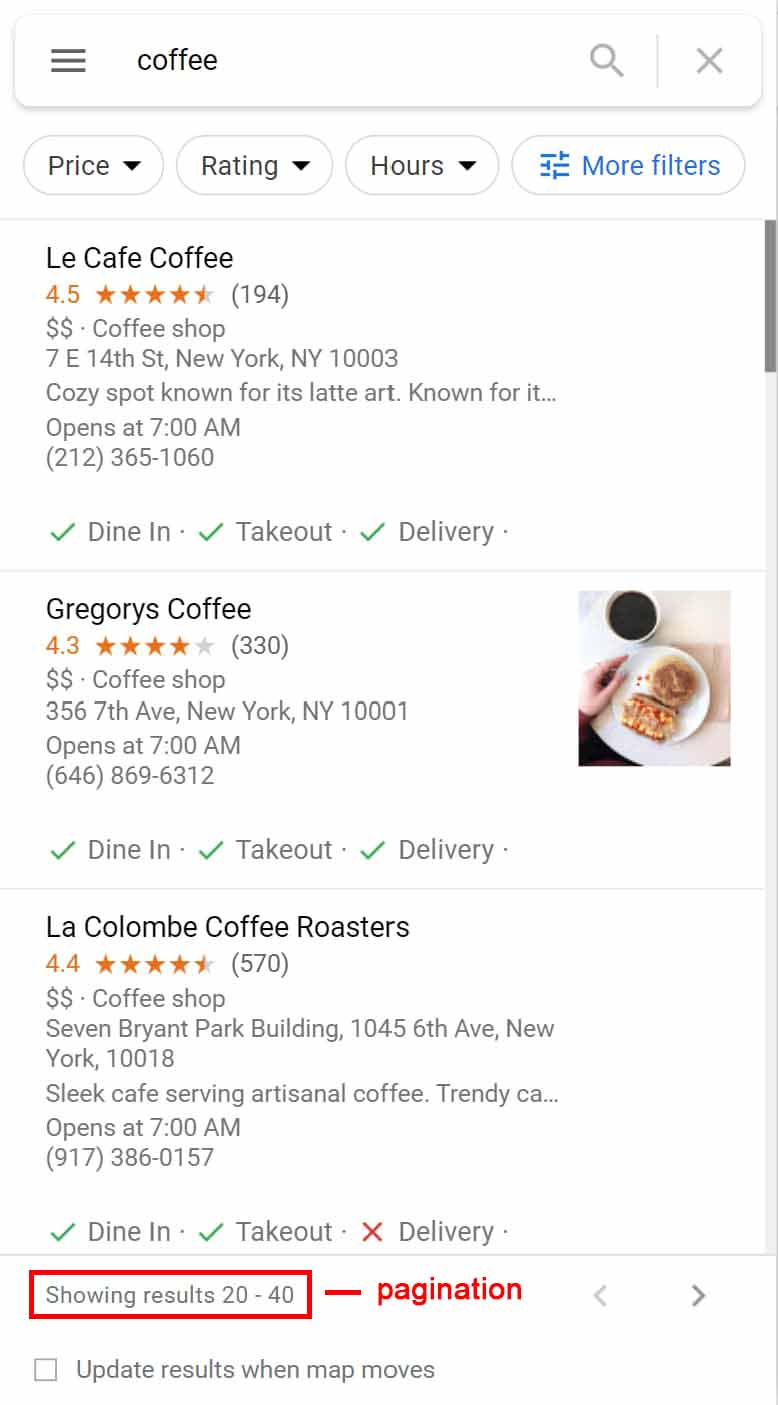 coffee
Price
Rating
Hours
More filters
Le Cafe Coffee
4.5 (194)
$$ · Coffee shop
7 E 14th St, New York, NY 10003
Cozy spot known for its latte art. Known for it...
Opens at 7:00 AM
(212) 365-1060
Dine In · Takeout · Delivery ·
Gregorys Coffee
4.3 (330)
$$ · Coffee shop
356 7th Ave, New York, NY 10001
Opens at 7:00 AM
(646) 869-6312
Dine In · Takeout · Delivery ·
La Colombe Coffee Roasters
4.4 (570)
$$ · Coffee shop
Seven Bryant Park Building, 1045 6th Ave, New
York, 10018
Sleek cafe serving artisanal coffee. Trendy ca...
Opens at 7:00 AM
(917) 386-0157
Dine In · Takeout · Delivery ·
Showing results 20 - 40
pagination
Update results when map moves